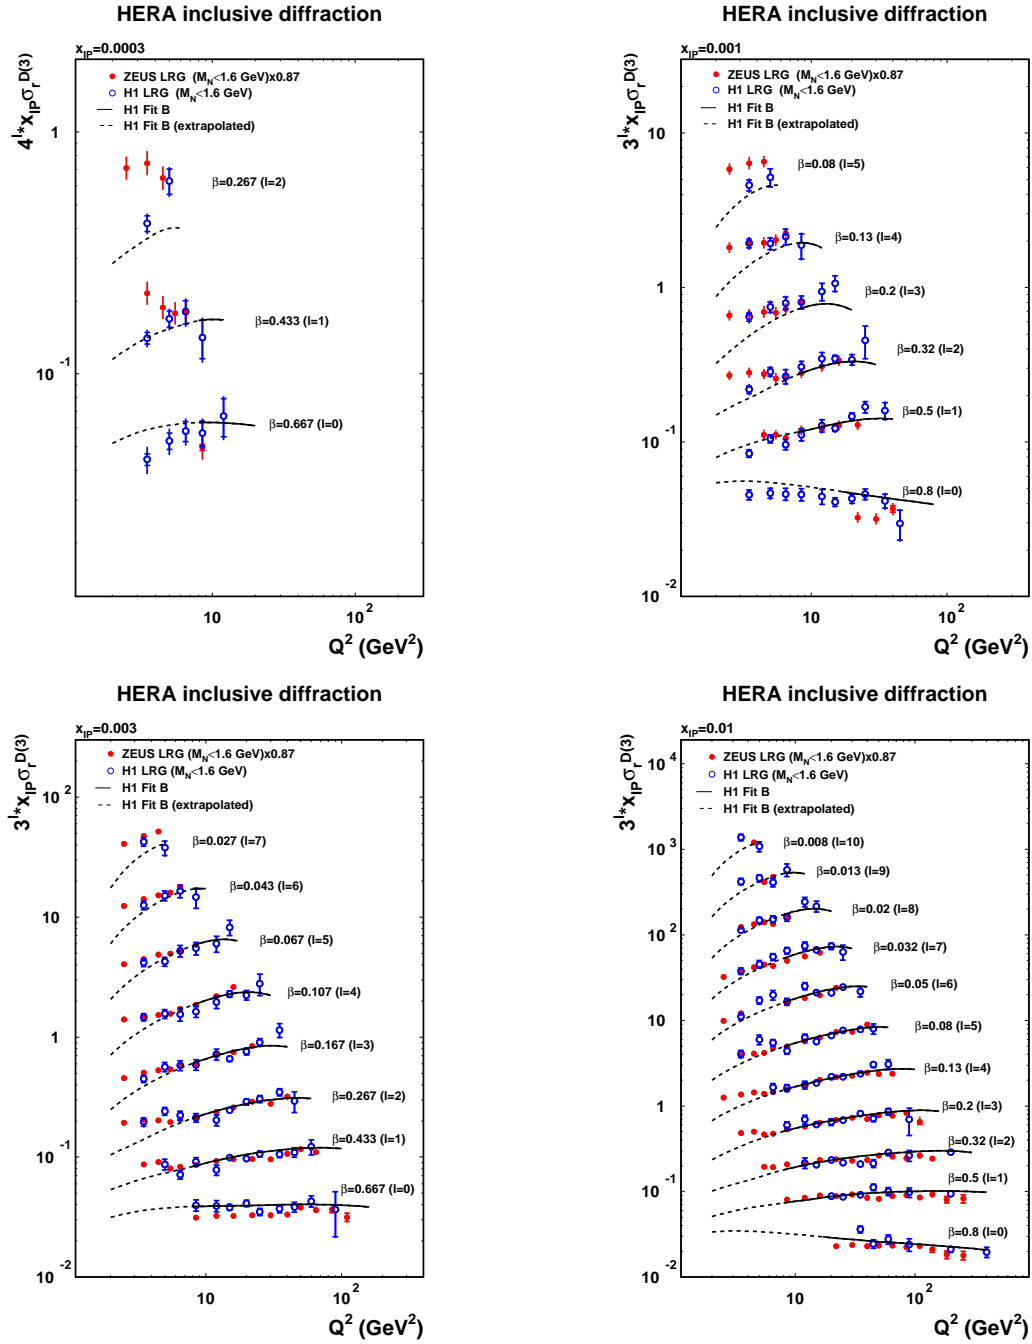 HERA inclusive diffraction
x_IP=0.0003
4^l*x_IP σ_r^D(3)
ZEUS LRG (M_N<1.6 GeV)x0.87
H1 LRG (M_N<1.6 GeV)
H1 Fit B
H1 Fit B (extrapolated)
1
β=0.267 (l=2)
β=0.433 (l=1)
10^-1
β=0.667 (l=0)
10
10^2
Q^2 (GeV^2)
HERA inclusive diffraction
x_IP=0.001
3^l*x_IP σ_r^D(3)
ZEUS LRG (M_N<1.6 GeV)x0.87
H1 LRG (M_N<1.6 GeV)
H1 Fit B
H1 Fit B (extrapolated)
10
β=0.08 (l=5)
β=0.13 (l=4)
1
β=0.2 (l=3)
β=0.32 (l=2)
β=0.5 (l=1)
10^-1
β=0.8 (l=0)
10^-2
10
10^2
Q^2 (GeV^2)
HERA inclusive diffraction
x_IP=0.003
3^l*x_IP σ_r^D(3)
ZEUS LRG (M_N<1.6 GeV)x0.87
H1 LRG (M_N<1.6 GeV)
H1 Fit B
H1 Fit B (extrapolated)
10^2
β=0.027 (l=7)
β=0.043 (l=6)
10
β=0.067 (l=5)
β=0.107 (l=4)
1
β=0.167 (l=3)
β=0.267 (l=2)
β=0.433 (l=1)
10^-1
β=0.667 (l=0)
10^-2
10
10^2
Q^2 (GeV^2)
HERA inclusive diffraction
x_IP=0.01
3^l*x_IP σ_r^D(3)
ZEUS LRG (M_N<1.6 GeV)x0.87
H1 LRG (M_N<1.6 GeV)
H1 Fit B
H1 Fit B (extrapolated)
10^4
10^3
β=0.008 (l=10)
β=0.013 (l=9)
β=0.02 (l=8)
10^2
β=0.032 (l=7)
β=0.05 (l=6)
10
β=0.08 (l=5)
β=0.13 (l=4)
1
β=0.2 (l=3)
β=0.32 (l=2)
β=0.5 (l=1)
10^-1
β=0.8 (l=0)
10^-2
10
10^2
Q^2 (GeV^2)